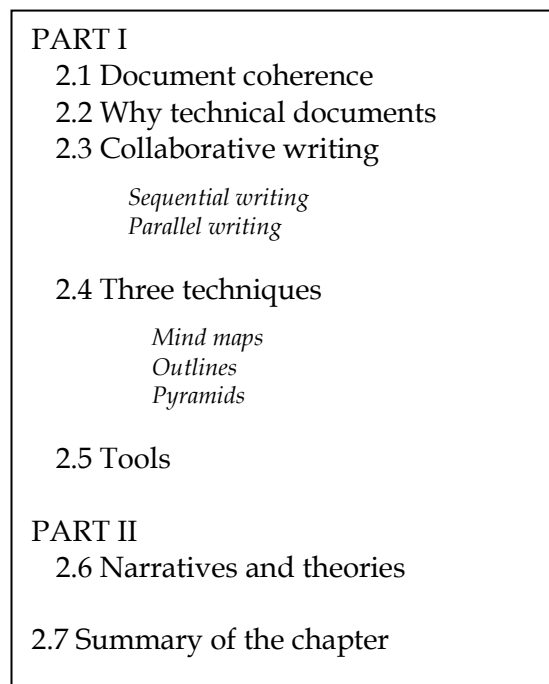 PART I
2.1 Document coherence
2.2 Why technical documents
2.3 Collaborative writing
Sequential writing
Parallel writing
2.4 Three techniques
Mind maps
Outlines
Pyramids
2.5 Tools
PART II
2.6 Narratives and theories
2.7 Summary of the chapter